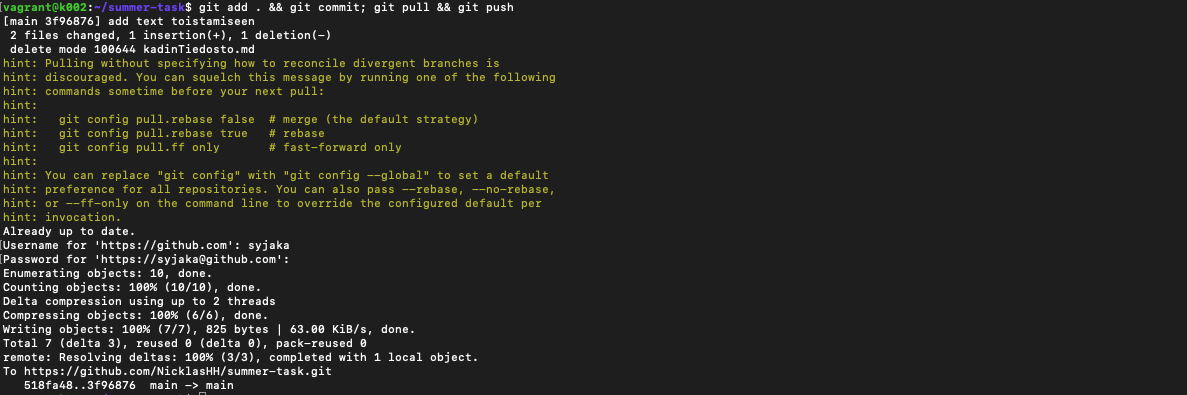 [vagrant@k002:~/summer-task$ git add . && git commit; git pull && git push
[main 3f96876] add text toistamiseen
 2 files changed, 1 insertion(+), 1 deletion(-)
 delete mode 100644 kadinTiedosto.md
hint: Pulling without specifying how to reconcile divergent branches is
hint: discouraged. You can squelch this message by running one of the following
hint: commands sometime before your next pull:
hint:
hint:   git config pull.rebase false  # merge (the default strategy)
hint:   git config pull.rebase true   # rebase
hint:   git config pull.ff only       # fast-forward only
hint:
hint: You can replace "git config" with "git config --global" to set a default
hint: preference for all repositories. You can also pass --rebase, --no-rebase,
hint: or --ff-only on the command line to override the configured default per
hint: invocation.
Already up to date.
[Username for 'https://github.com': syjaka
[Password for 'https://syjaka@github.com':
Enumerating objects: 10, done.
Counting objects: 100% (10/10), done.
Delta compression using up to 2 threads
Compressing objects: 100% (6/6), done.
Writing objects: 100% (7/7), 825 bytes | 63.00 KiB/s, done.
Total 7 (delta 3), reused 0 (delta 0), pack-reused 0
remote: Resolving deltas: 100% (3/3), completed with 1 local object.
To https://github.com/NicklasHH/summer-task.git
   518fa48..3f96876  main -> main